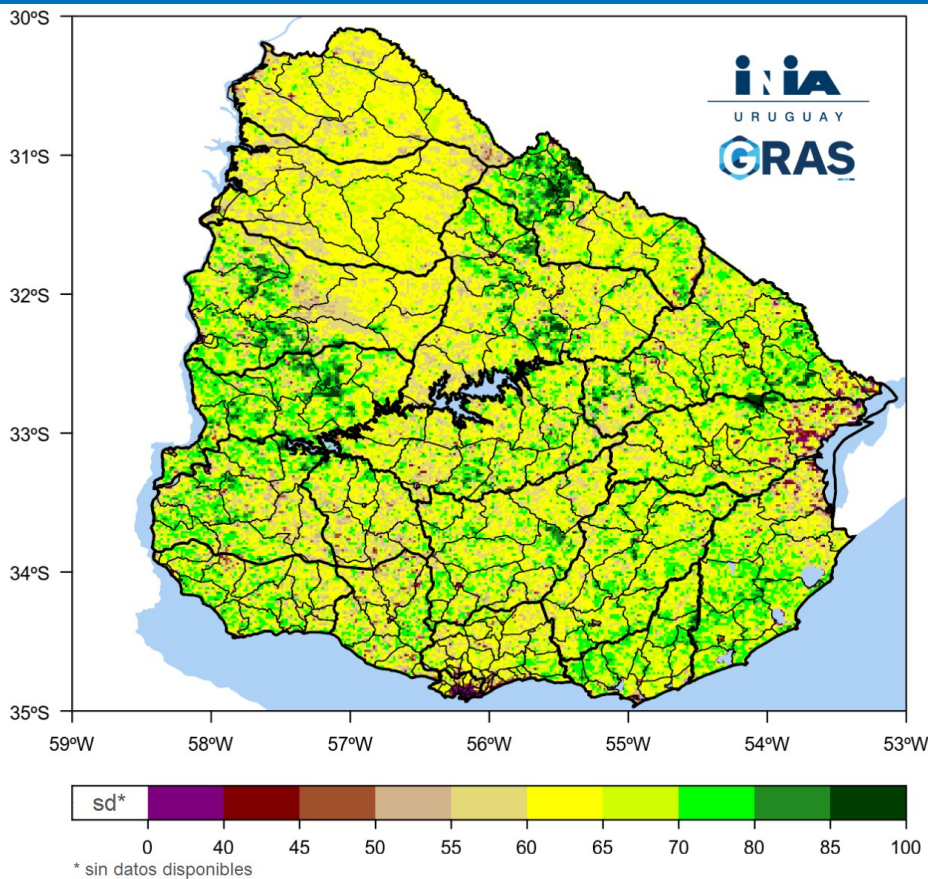 30ºS
31ºS
32ºS
33ºS
34ºS
35ºS
59ºW
58ºW
57ºW
56ºW
55ºW
54ºW
53ºW
iNiA
URUGUAY
GRAS
sd*
0
40
45
50
55
60
65
70
80
85
100
* sin datos disponibles